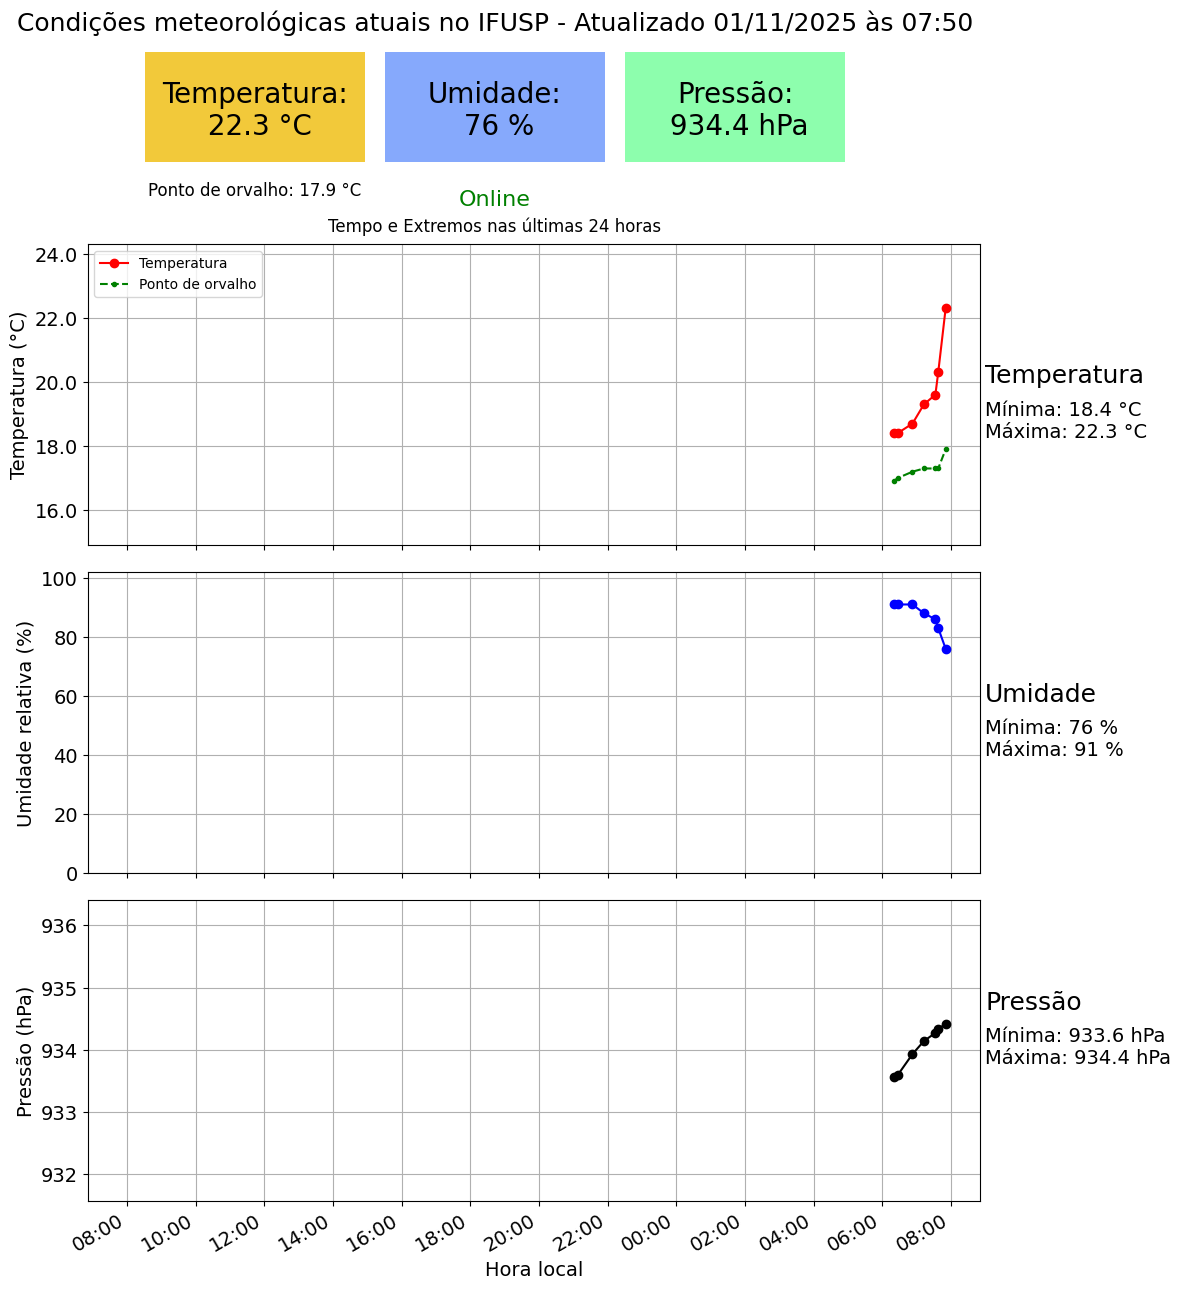 Condições meteorológicas atuais no IFUSP - Atualizado 01/11/2025 às 07:50
Temperatura:
22.3 °C
Umidade:
76 %
Pressão:
934.4 hPa
Ponto de orvalho: 17.9 °C
Online
Tempo e Extremos nas últimas 24 horas
Temperatura
Ponto de orvalho
Temperatura (°C)
24.0
22.0
20.0
18.0
16.0
Temperatura
Mínima: 18.4 °C
Máxima: 22.3 °C
Umidade relativa (%)
100
80
60
40
20
0
Umidade
Mínima: 76 %
Máxima: 91 %
Pressão (hPa)
936
935
934
933
932
Pressão
Mínima: 933.6 hPa
Máxima: 934.4 hPa
08:00
10:00
12:00
14:00
16:00
18:00
20:00
22:00
00:00
02:00
04:00
06:00
08:00
Hora local